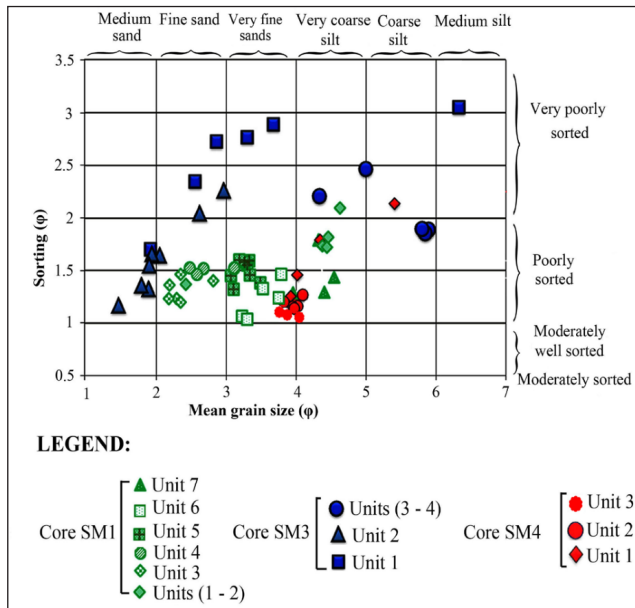 Medium sand
Fine sand
Very fine sands
Very coarse silt
Coarse silt
Medium silt
3.5
3
2.5
2
1.5
1
0.5
Sorting (φ)
1 2 3 4 5 6 7
Mean grain size (φ)
Very poorly sorted
Poorly sorted
Moderately well sorted
Moderately sorted
LEGEND:
Core SM1
Unit 7
Unit 6
Unit 5
Unit 4
Unit 3
Units (1 - 2)
Core SM3
Units (3 - 4)
Unit 2
Unit 1
Core SM4
Unit 3
Unit 2
Unit 1